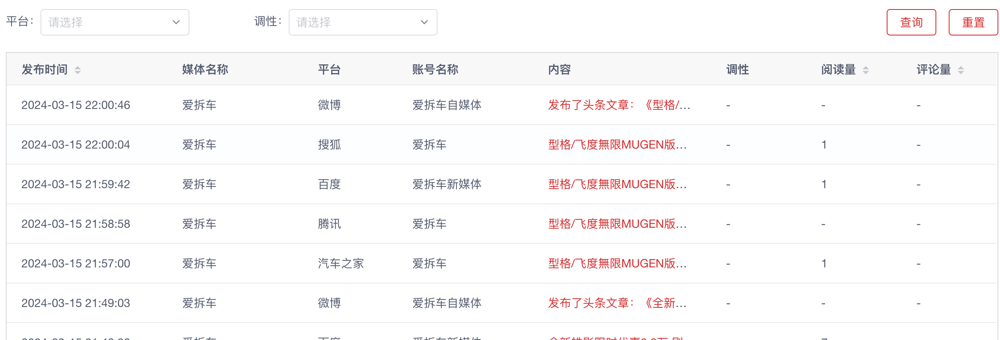 平台： 请选择 调性： 请选择 查询 重置
发布时间 媒体名称 平台 账号名称 内容 调性 阅读量 评论量
2024-03-15 22:00:46 爱拆车 微博 爱拆车自媒体 发布了头条文章：《型格/... - - -
2024-03-15 22:00:04 爱拆车 搜狐 爱拆车 型格/飞度無限MUGEN版... - 1 -
2024-03-15 21:59:42 爱拆车 百度 爱拆车新媒体 型格/飞度無限MUGEN版... - 1 -
2024-03-15 21:58:58 爱拆车 腾讯 爱拆车 型格/飞度無限MUGEN版... - - -
2024-03-15 21:57:00 爱拆车 汽车之家 爱拆车 型格/飞度無限MUGEN版... - 1 -
2024-03-15 21:49:03 爱拆车 微博 爱拆车自媒体 发布了头条文章：《全新... - - -